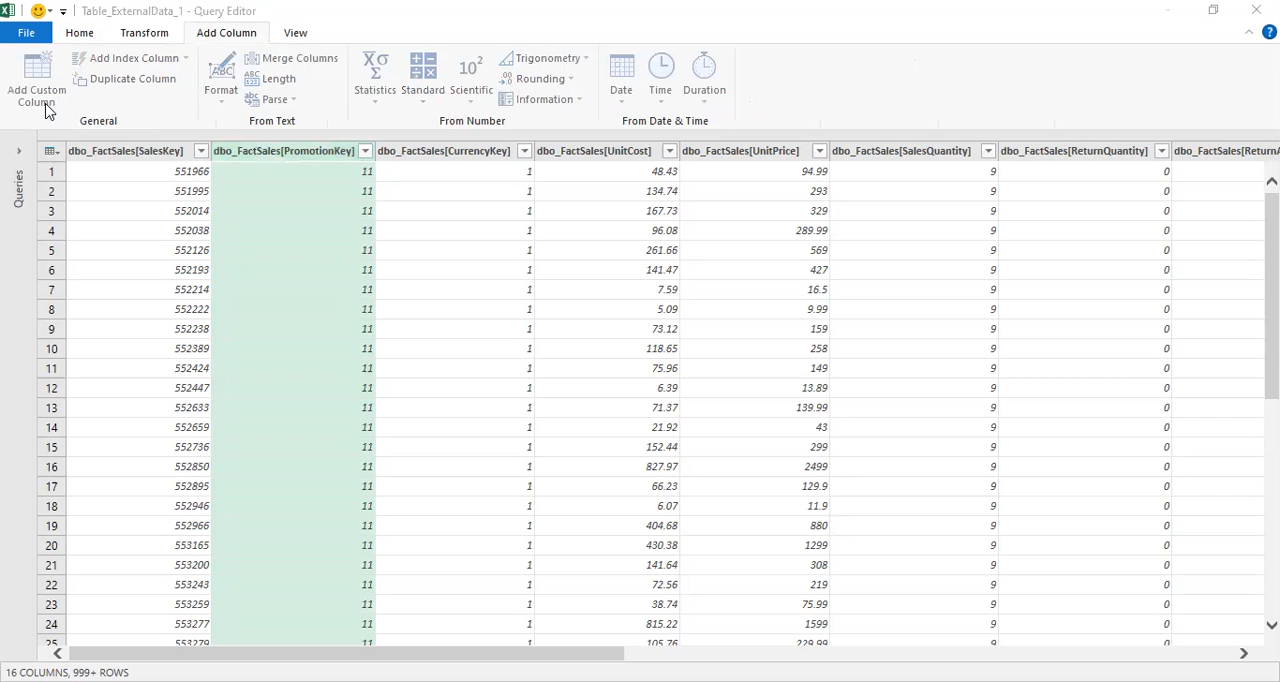 Table_ExternalData_1 - Query Editor
File Home Transform Add Column View
Add Custom Column
Add Index Column
Duplicate Column
General
Format
Merge Columns
Length
Parse
From Text
Statistics
Standard
10² Scientific
Trigonometry
Rounding
Information
From Number
Date
Time
Duration
From Date & Time
Queries
dbo_FactSales[SalesKey] dbo_FactSales[PromotionKey] dbo_FactSales[CurrencyKey] dbo_FactSales[UnitCost] dbo_FactSales[UnitPrice] dbo_FactSales[SalesQuantity] dbo_FactSales[ReturnQuantity] dbo_FactSales[ReturnA
1 551966 11 1 48.43 94.99 9 0
2 551995 11 1 134.74 293 9 0
3 552014 11 1 167.73 329 9 0
4 552038 11 1 96.08 289.99 9 0
5 552126 11 1 261.66 569 9 0
6 552193 11 1 141.47 427 9 0
7 552214 11 1 7.59 16.5 9 0
8 552222 11 1 5.09 9.99 9 0
9 552238 11 1 73.12 159 9 0
10 552389 11 1 118.65 258 9 0
11 552424 11 1 75.96 149 9 0
12 552447 11 1 6.39 13.89 9 0
13 552633 11 1 71.37 139.99 9 0
14 552659 11 1 21.92 43 9 0
15 552736 11 1 152.44 299 9 0
16 552850 11 1 827.97 2499 9 0
17 552895 11 1 66.23 129.9 9 0
18 552946 11 1 6.07 11.9 9 0
19 552966 11 1 404.68 880 9 0
20 553165 11 1 430.38 1299 9 0
21 553200 11 1 141.64 308 9 0
22 553243 11 1 72.56 219 9 0
23 553259 11 1 38.74 75.99 9 0
24 553277 11 1 815.22 1599 9 0
25 553279 11 1 105.76 229.99 9 0
16 COLUMNS, 999+ ROWS